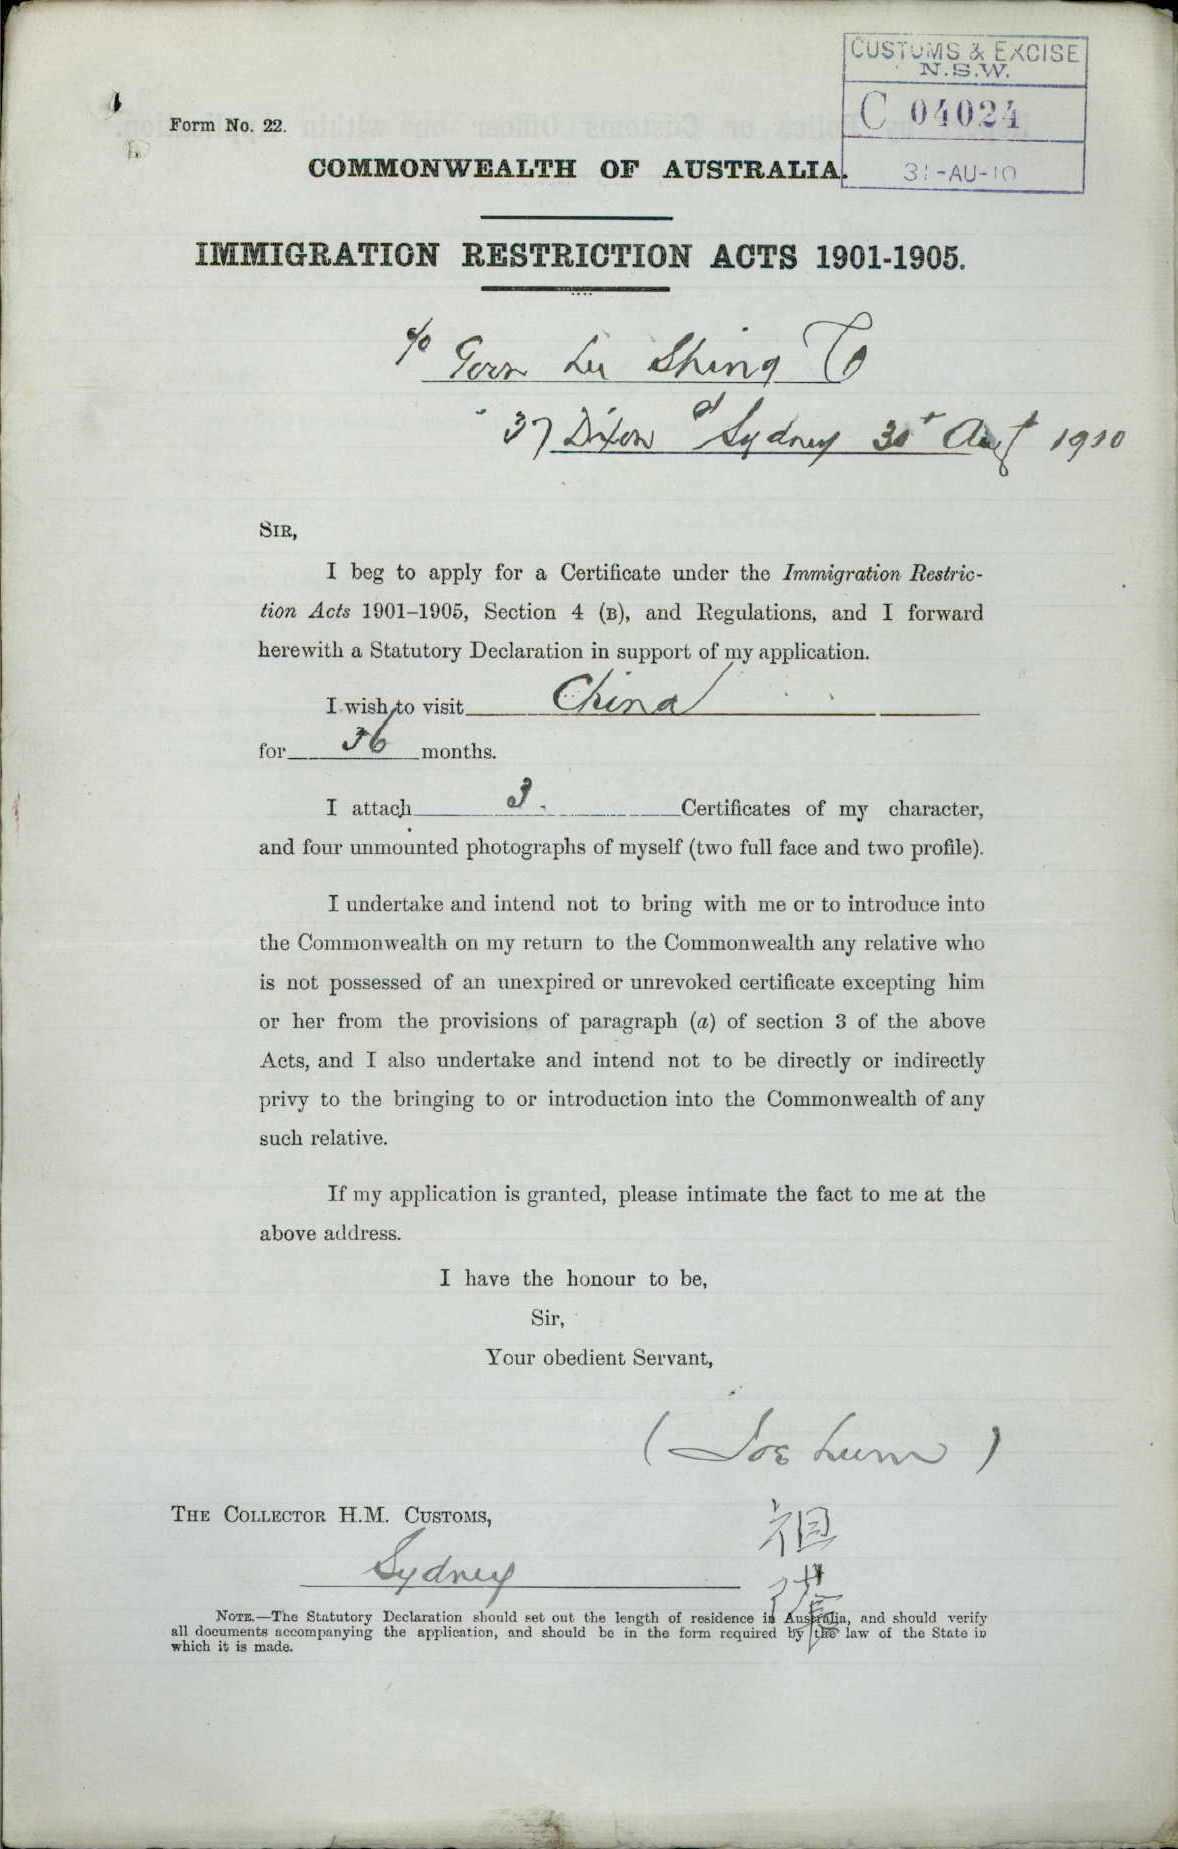 CUSTOMS & EXCISE
N.S.W.
C 04024
31-AU-10
Form No. 22.
COMMONWEALTH OF AUSTRALIA.
IMMIGRATION RESTRICTION ACTS 1901-1905.
c/o Goon Lee Shing Co
37 Dixon St Sydney 30th Augt 1910
SIR,
I beg to apply for a Certificate under the Immigration Restric-
tion Acts 1901-1905, Section 4 (B), and Regulations, and I forward
herewith a Statutory Declaration in support of my application.
I wish to visit China
for 36 months.
I attach 3. Certificates of my character,
and four unmounted photographs of myself (two full face and two profile).
I undertake and intend not to bring with me or to introduce into
the Commonwealth on my return to the Commonwealth any relative who
is not possessed of an unexpired or unrevoked certificate excepting him
or her from the provisions of paragraph (a) of section 3 of the above
Acts, and I also undertake and intend not to be directly or indirectly
privy to the bringing to or introduction into the Commonwealth of any
such relative.
If my application is granted, please intimate the fact to me at the
above address.
I have the honour to be,
Sir,
Your obedient Servant,
(Joe Lum)
THE COLLECTOR H.M. CUSTOMS,
祖
Sydney
NOTE.—The Statutory Declaration should set out the length of residence in Australia, and should verify
all documents accompanying the application, and should be in the form required by the law of the State in
which it is made.